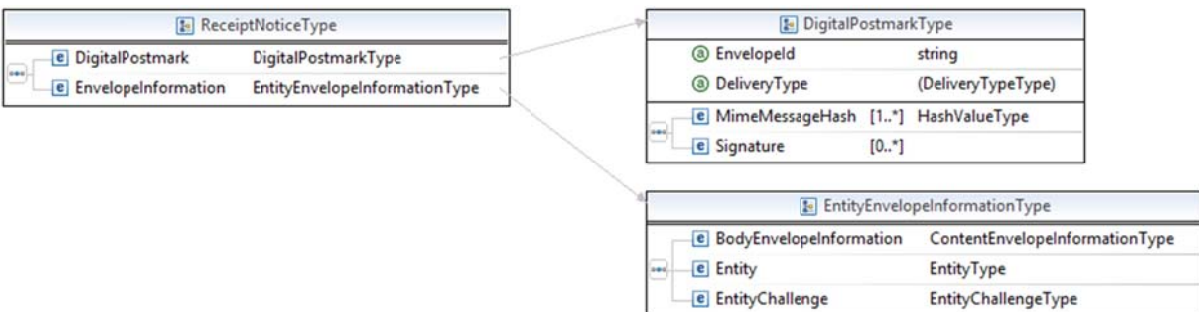 ReceiptNoticeType
e DigitalPostmark DigitalPostmarkType
e EnvelopeInformation EntityEnvelopeInformationType
DigitalPostmarkType
a EnvelopeId string
a DeliveryType (DeliveryTypeType)
e MimeMessageHash [1..*] HashValueType
e Signature [0..*]
EntityEnvelopeInformationType
e BodyEnvelopeInformation ContentEnvelopeInformationType
e Entity EntityType
e EntityChallenge EntityChallengeType